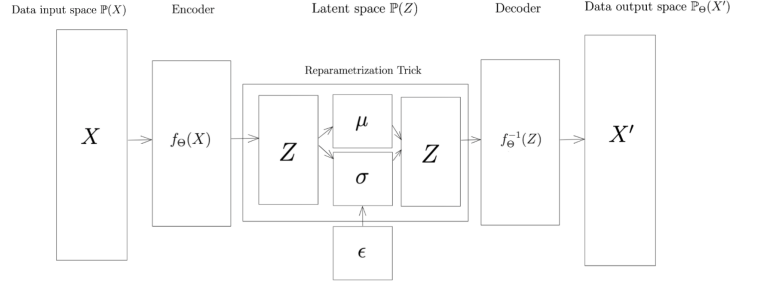 Data input space ℙ(X)
Encoder
Latent space ℙ(Z)
Decoder
Data output space ℙ_Θ(X′)
Reparametrization Trick
X
f_Θ(X)
Z
μ
σ
Z
f_Θ^{-1}(Z)
X′
ϵ